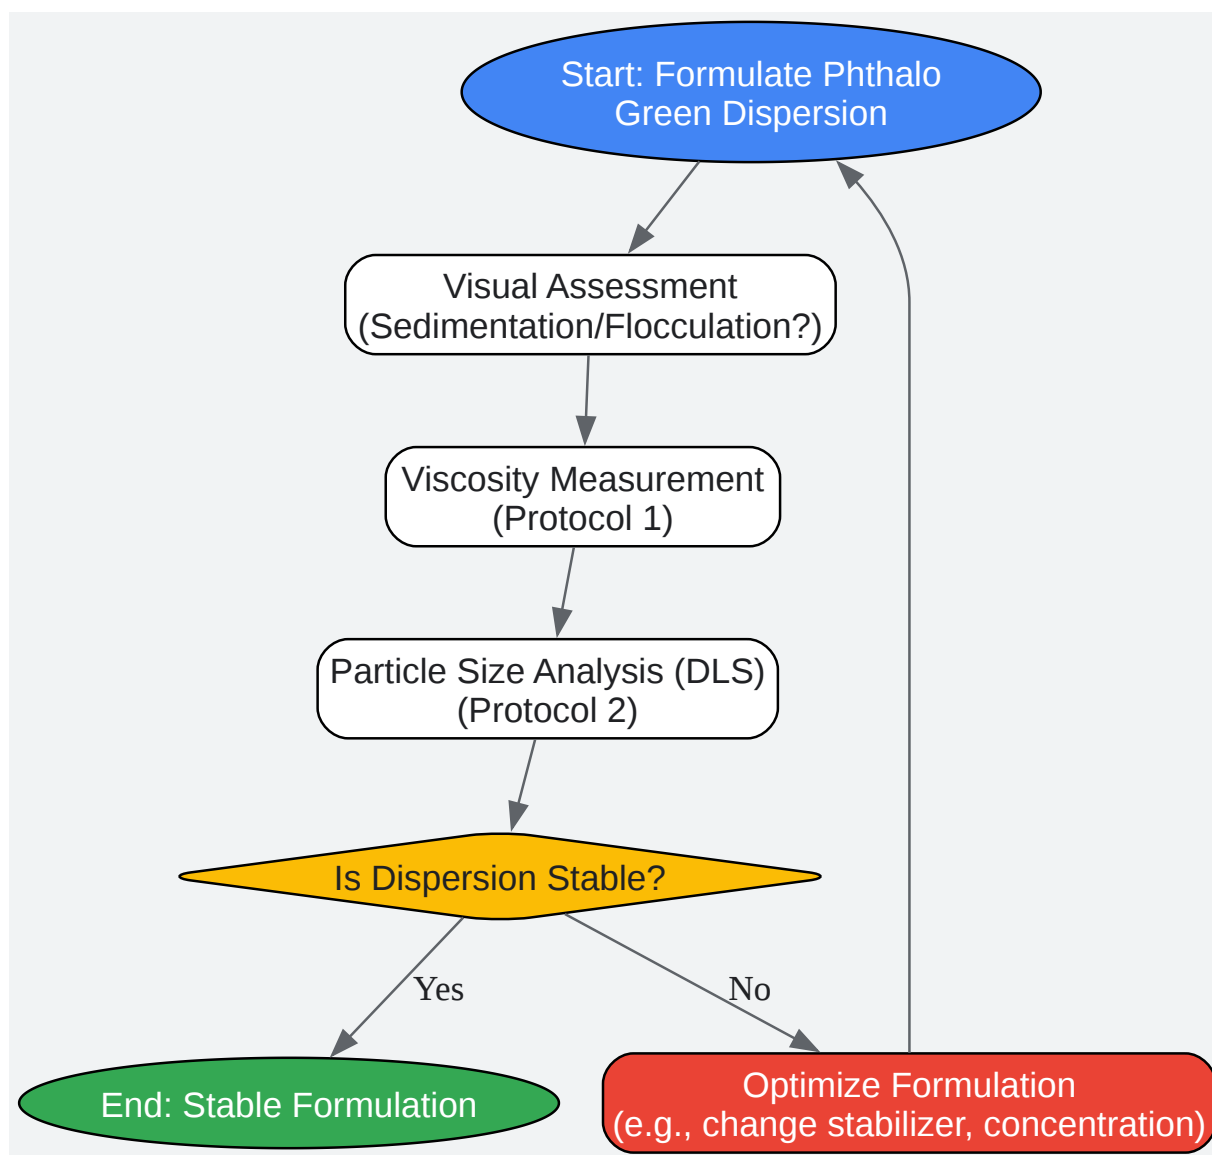 Start: Formulate Phthalo
Green Dispersion
Visual Assessment
(Sedimentation/Flocculation?)
Viscosity Measurement
(Protocol 1)
Particle Size Analysis (DLS)
(Protocol 2)
Is Dispersion Stable?
Yes
No
End: Stable Formulation
Optimize Formulation
(e.g., change stabilizer, concentration)